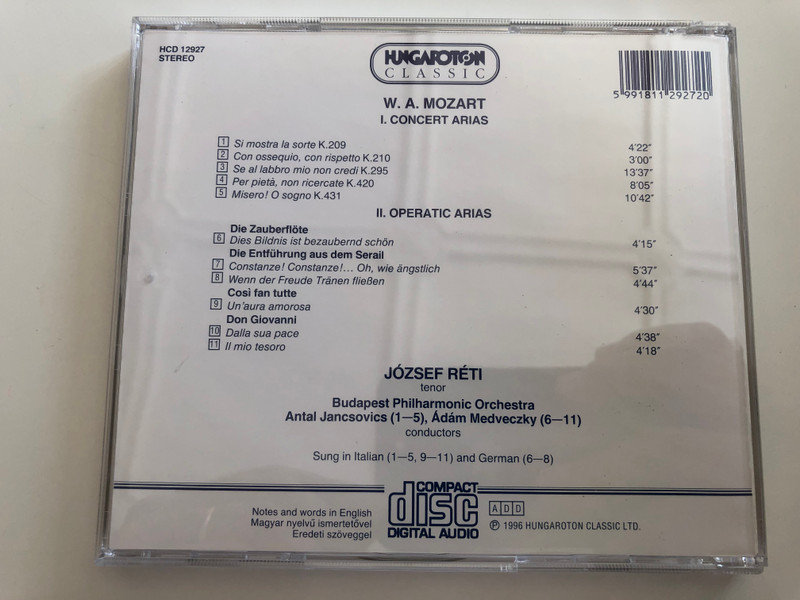 HCD 12927
STEREO
HUNGAROTON
CLASSIC
5 991811 292720
W. A. MOZART
I. CONCERT ARIAS
1 Si mostra la sorte K.209 4'22"
2 Con ossequio, con rispetto K.210 3'00"
3 Se al labbro mio non credi K.295 13'37"
4 Per pietà, non ricercate K.420 8'05"
5 Misero! O sogno K.431 10'42"
II. OPERATIC ARIAS
Die Zauberflöte
6 Dies Bildnis ist bezaubernd schön 4'15"
Die Entführung aus dem Serail
7 Constanze! Constanze!... Oh, wie ängstlich 5'37"
8 Wenn der Freude Tränen fließen 4'44"
Così fan tutte
9 Un'aura amorosa 4'30"
Don Giovanni
10 Dalla sua pace 4'38"
11 Il mio tesoro 4'18"
JÓZSEF RÉTI
tenor
Budapest Philharmonic Orchestra
Antal Jancsovics (1—5), Ádám Medveczky (6—11)
conductors
Sung in Italian (1—5, 9—11) and German (6—8)
Notes and words in English
Magyar nyelvű ismertetővel
Eredeti szöveggel
COMPACT
disc
DIGITAL AUDIO
A D D
℗ 1996 HUNGAROTON CLASSIC LTD.